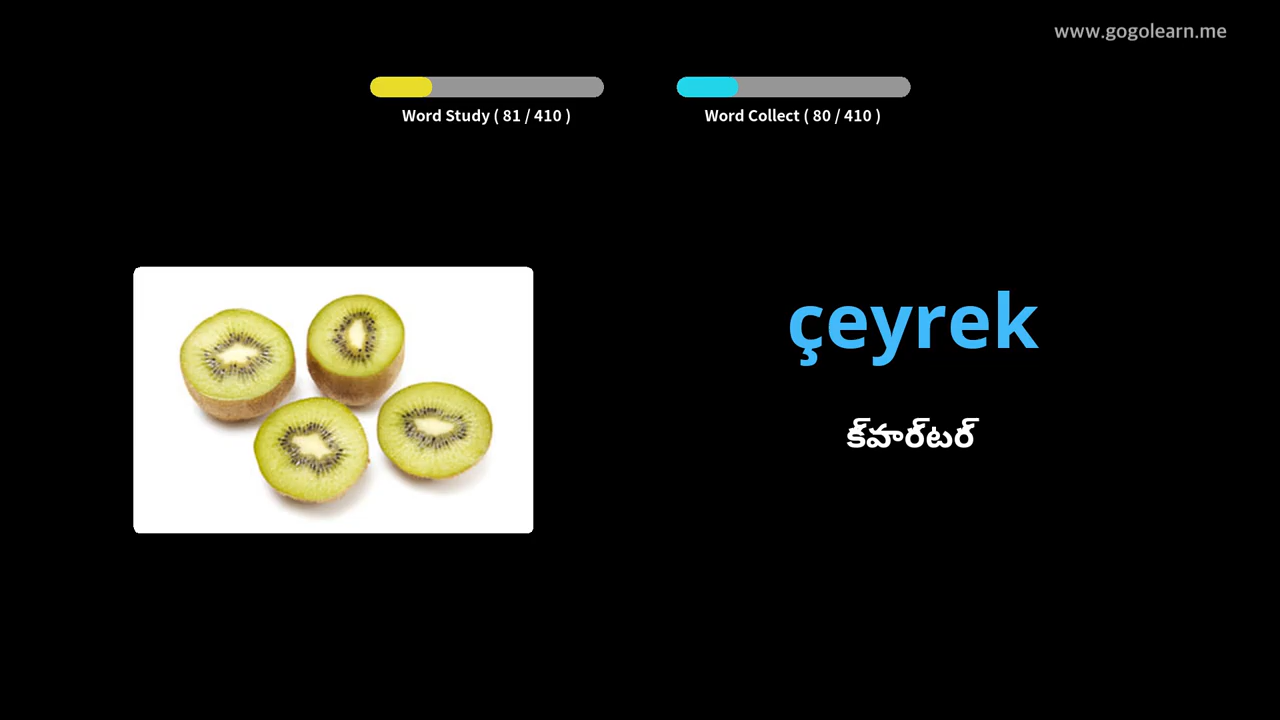 www.gogolearn.me
Word Study ( 81 / 410 )
Word Collect ( 80 / 410 )
çeyrek
క్‌వార్‌టర్